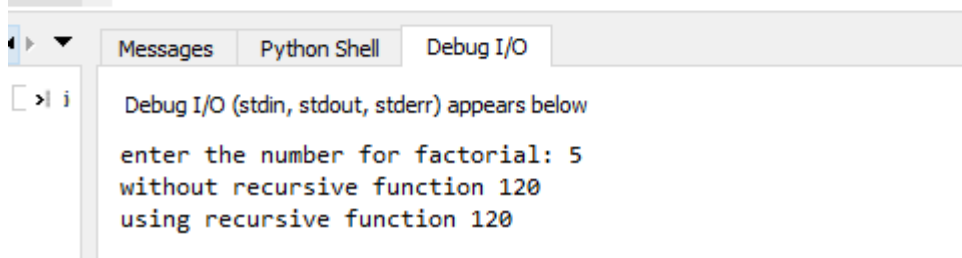 Messages Python Shell Debug I/O
j
Debug I/O (stdin, stdout, stderr) appears below
enter the number for factorial: 5
without recursive function 120
using recursive function 120